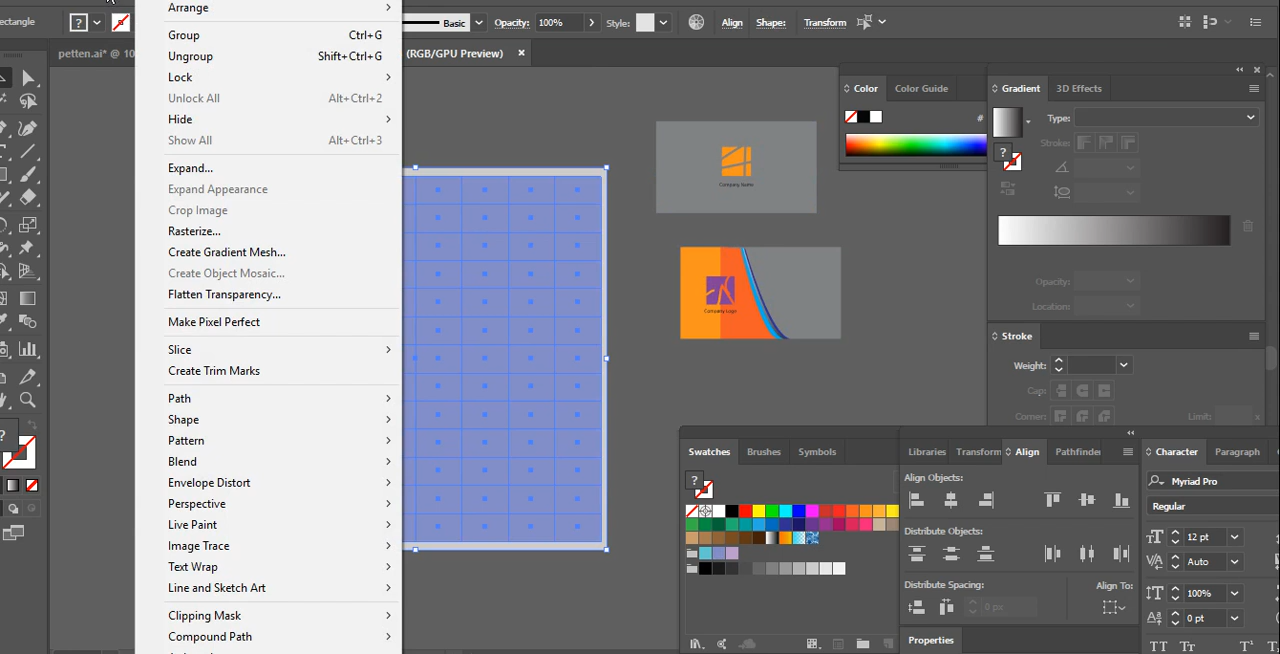 ectangle
?
Basic
Opacity:
100%
Style:
Align
Shape:
Transform
petten.ai* @ 10
(RGB/GPU Preview)
Arrange
Group Ctrl+G
Ungroup Shift+Ctrl+G
Lock
Unlock All Alt+Ctrl+2
Hide
Show All Alt+Ctrl+3
Expand...
Expand Appearance
Crop Image
Rasterize...
Create Gradient Mesh...
Create Object Mosaic...
Flatten Transparency...
Make Pixel Perfect
Slice
Create Trim Marks
Path
Shape
Pattern
Blend
Envelope Distort
Perspective
Live Paint
Image Trace
Text Wrap
Line and Sketch Art
Clipping Mask
Compound Path
Company Name
Company Logo
Color
Color Guide
#
Gradient
3D Effects
Type:
Strokes:
?
Opacity:
Location:
Stroke
Weight:
Cap:
Corner:
Limit:
x
Swatches
Brushes
Symbols
?
Libraries
Transform
Align
Pathfinder
Align Objects:
Distribute Objects:
Distribute Spacing:
Align To:
0 px
Properties
Character
Paragraph
Myriad Pro
Regular
12 pt
Auto
100%
0 pt
TT Tr T¹